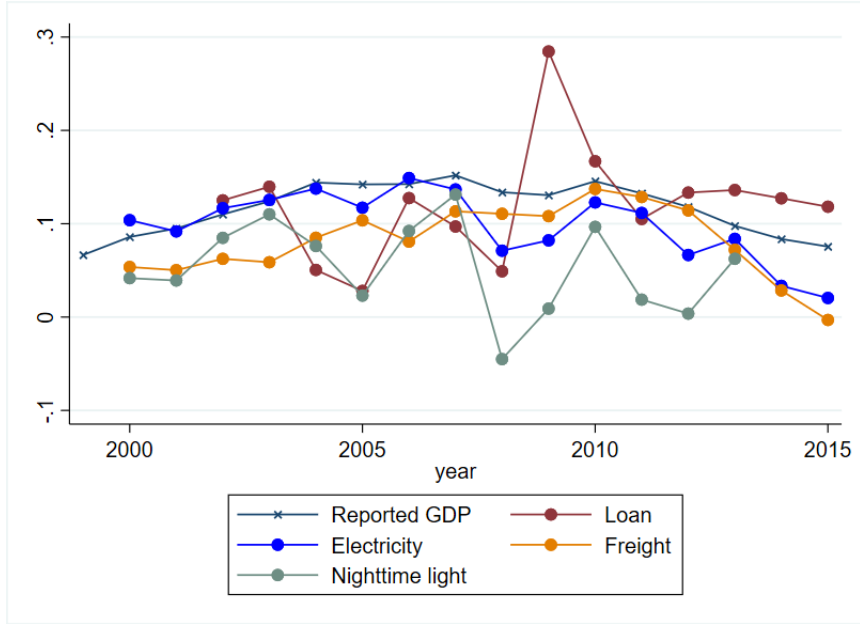 .3
.2
.1
0
-.1
2000 2005 2010 2015
year
Reported GDP Loan
Electricity Freight
Nighttime light